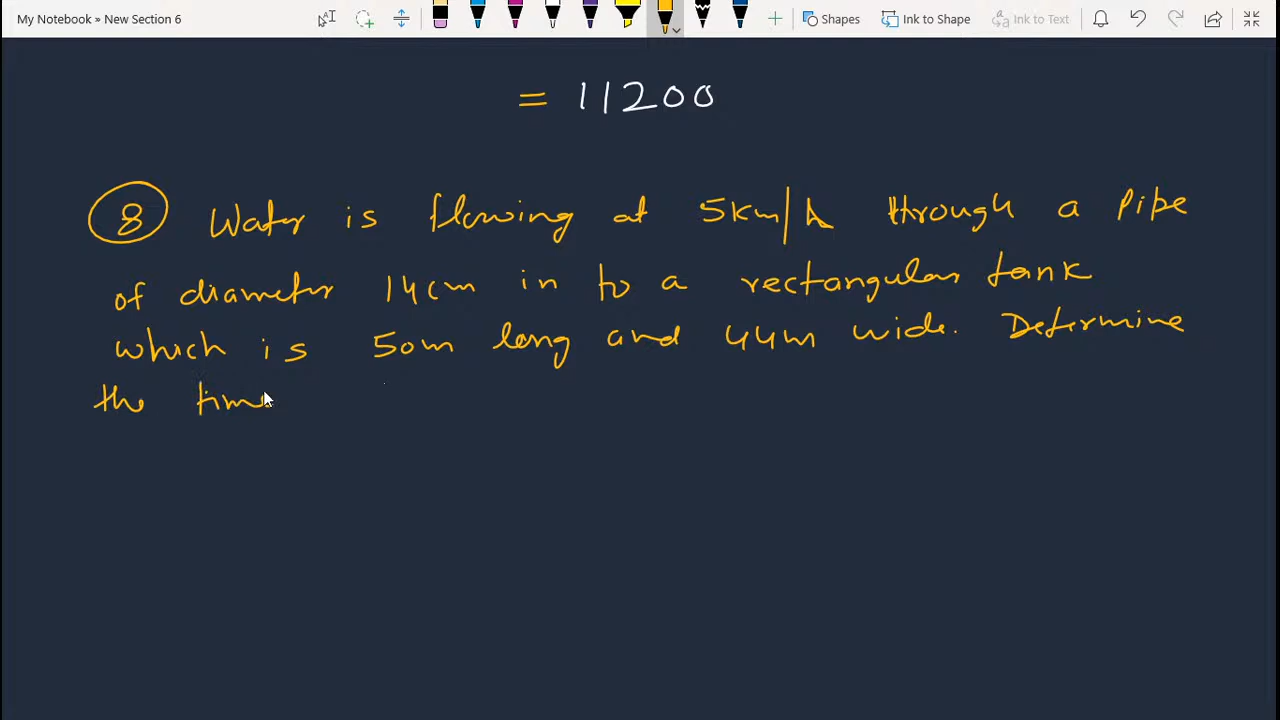 My Notebook » New Section 6
Shapes
Ink to Shape
Ink to Text
= 11200
8 Water is flowing at 5km/h through a pipe
of diameter 14cm in to a rectangular tank
which is 50m long and 44m wide. Determine
the time